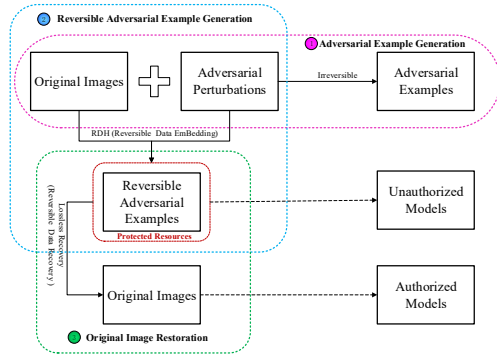 ② Reversible Adversarial Example Generation
① Adversarial Example Generation
Original Images
Adversarial
Perturbations
Irreversible
Adversarial
Examples
RDH (Reversible Data EmBedding)
Reversible
Adversarial
Examples
Protected Resources
Unauthorized
Models
Lossless Recovery
(Reversible Data Recovery )
Original Images
Authorized
Models
Original Image Restoration